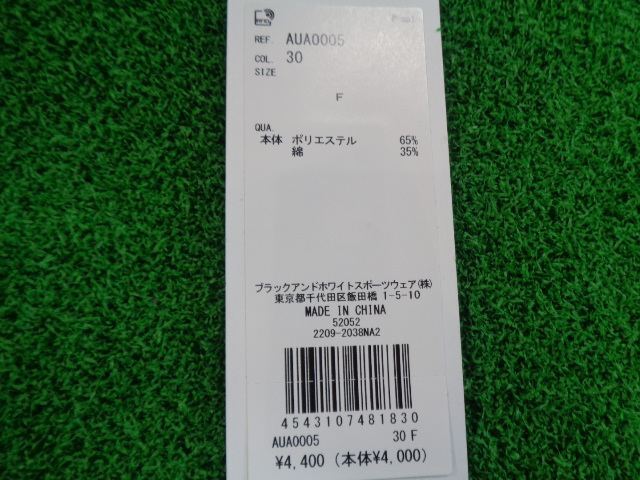 REF. AUA0005
COL. 30
SIZE
F
QUA.
本体 ポリエステル 65%
綿 35%
ブラックアンドホワイトスポーツウェア(株)
東京都千代田区飯田橋 1-5-10
MADE IN CHINA
52052
2209-2038NA2
4543107481830
AUA0005 30 F
¥4,400 (本体¥4,000)